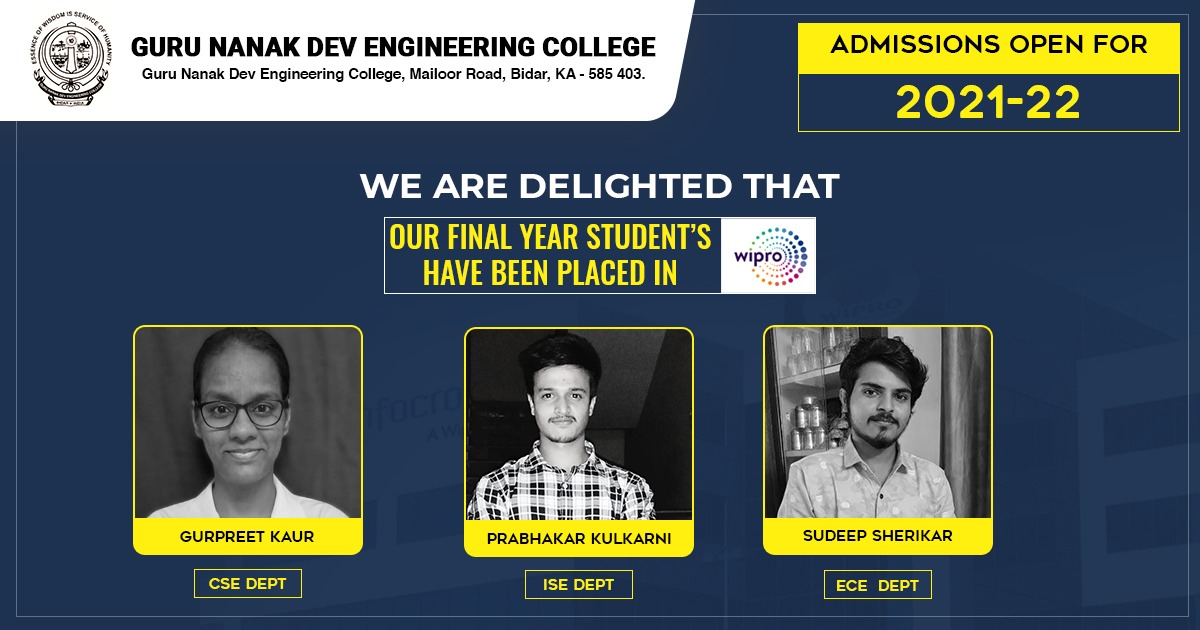 ESSENCE OF WISDOM IS SERVICE OF HUMANITY
GURU NANAK DEV ENGINEERING COLLEGE
BIDAR INDIA
GURU NANAK DEV ENGINEERING COLLEGE
Guru Nanak Dev Engineering College, Mailoor Road, Bidar, KA - 585 403.
ADMISSIONS OPEN FOR
2021-22
WE ARE DELIGHTED THAT
OUR FINAL YEAR STUDENT'S
HAVE BEEN PLACED IN
wipro
WIPRO
GURPREET KAUR
PRABHAKAR KULKARNI
SUDEEP SHERIKAR
CSE DEPT
ISE DEPT
ECE DEPT